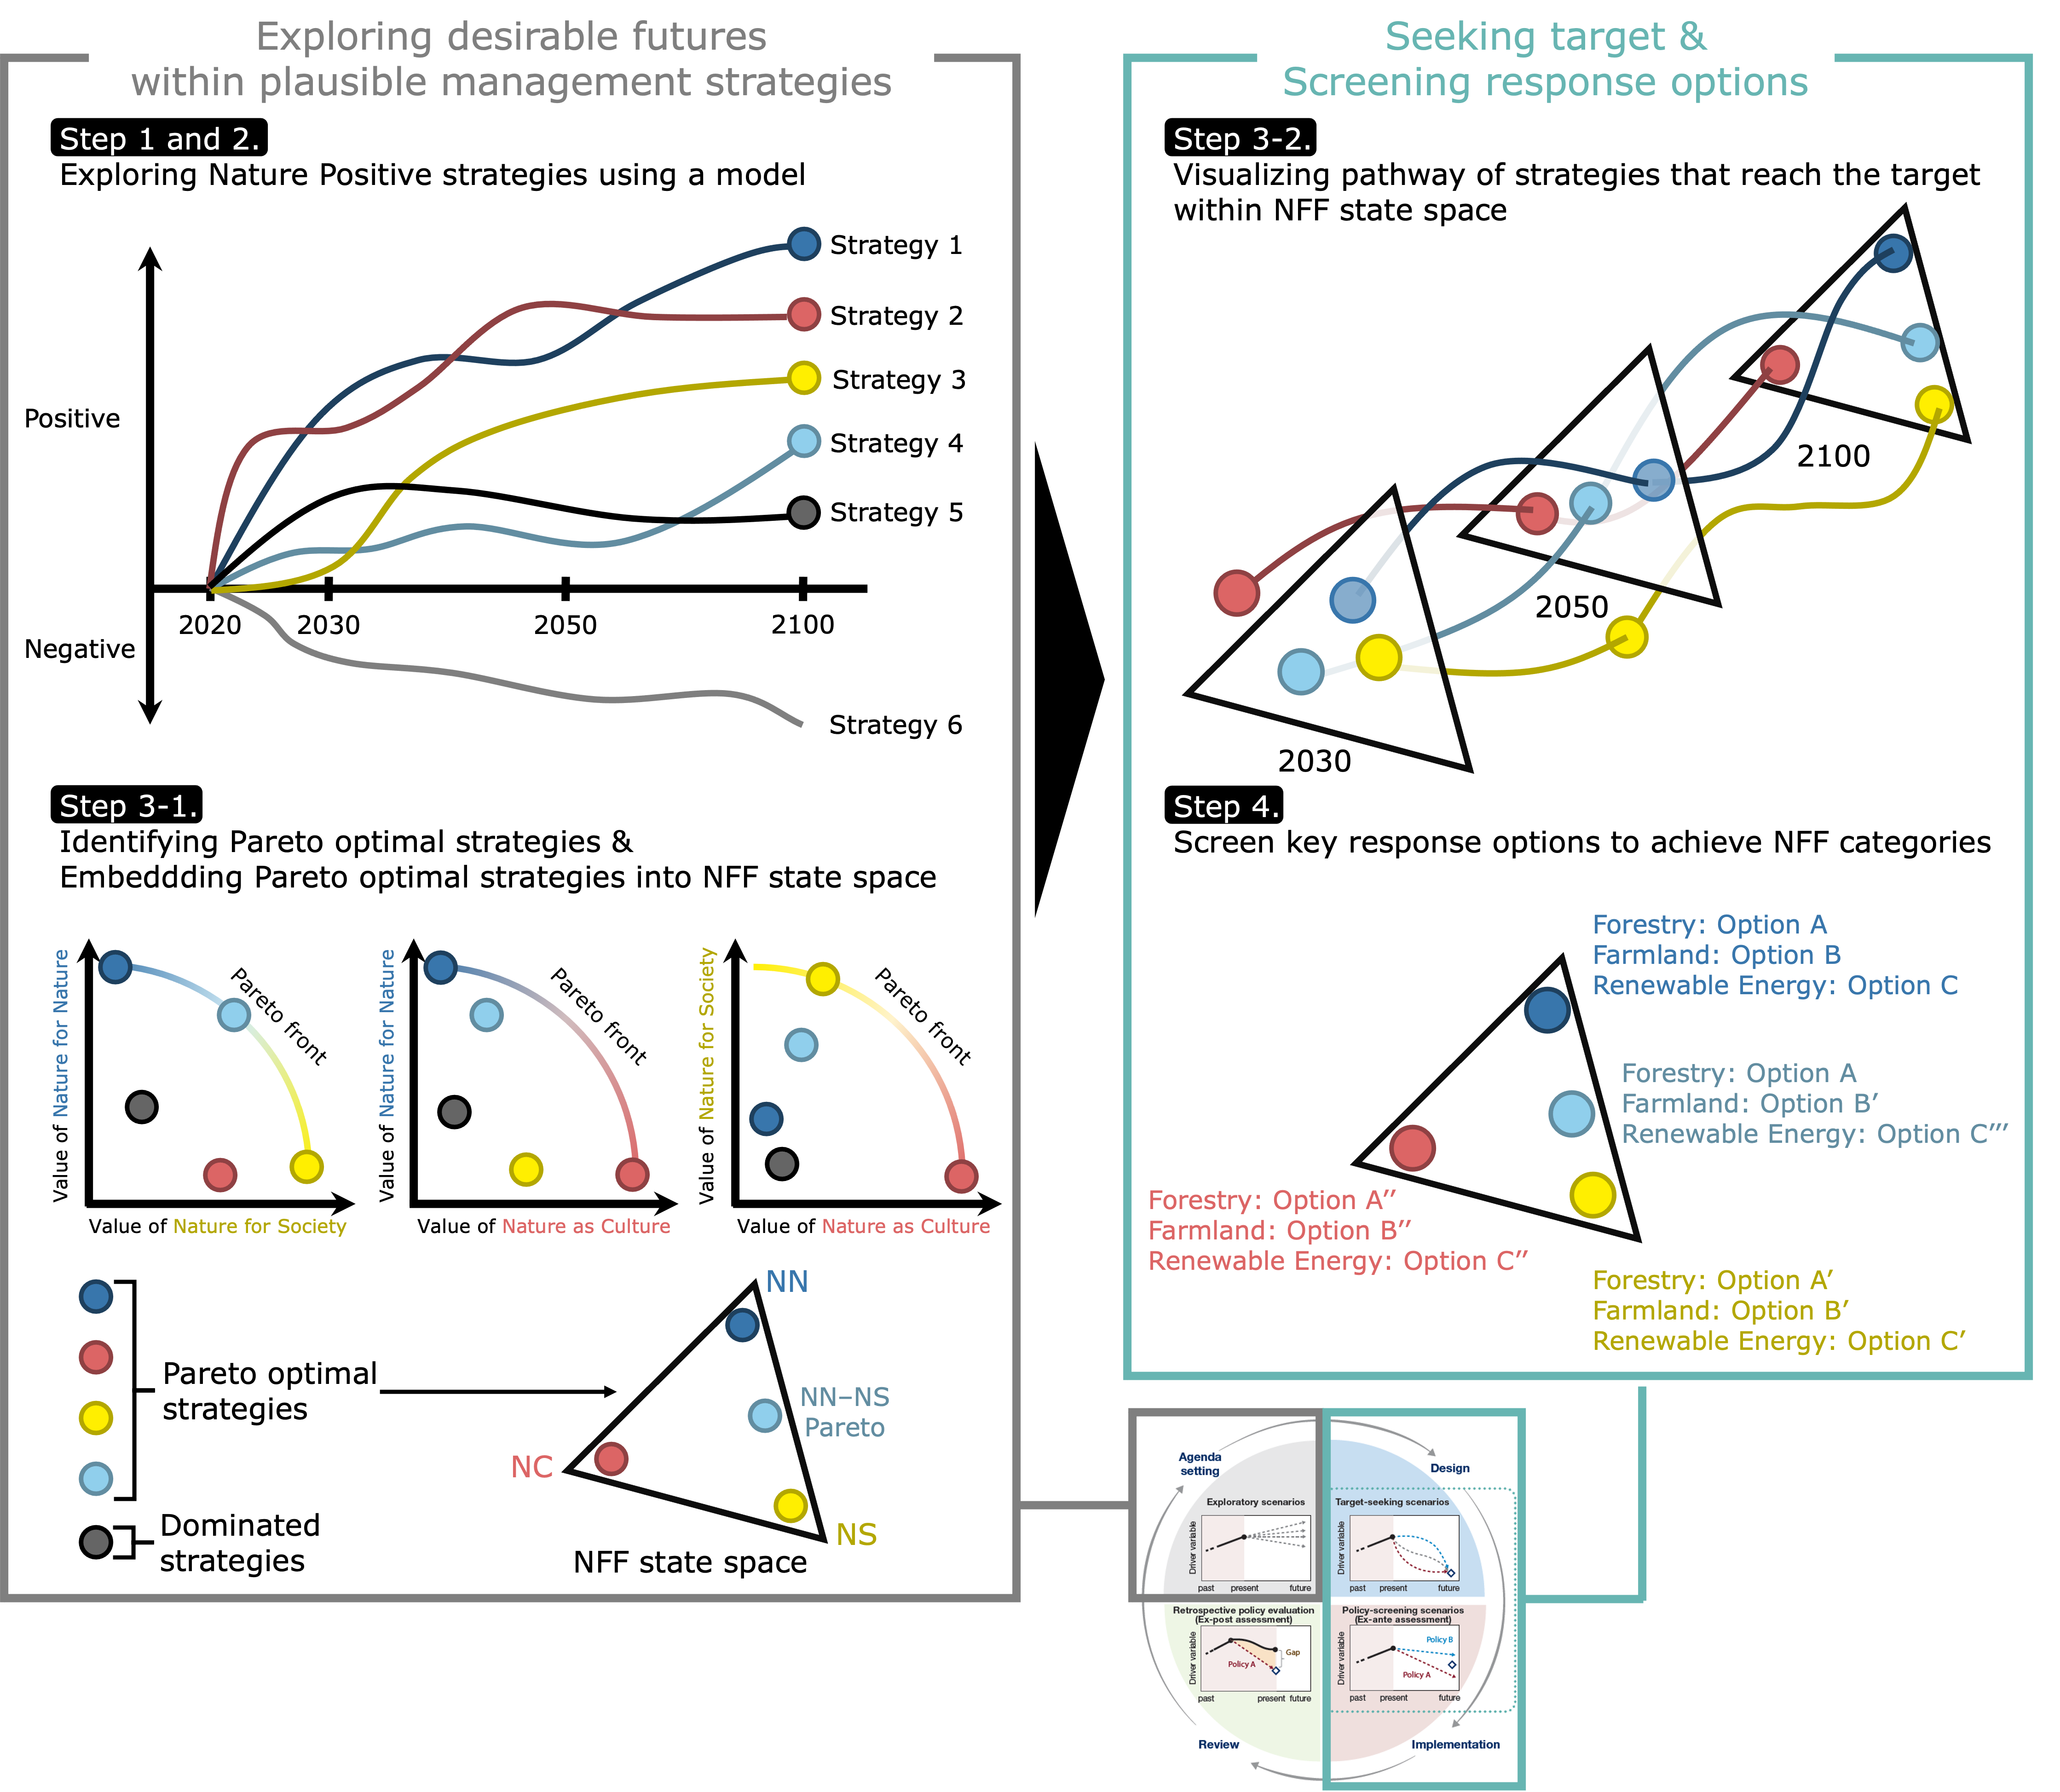 Exploring desirable futures
within plausible management strategies
Step 1 and 2.
Exploring Nature Positive strategies using a model
Positive
Negative
Strategy 1
Strategy 2
Strategy 3
Strategy 4
Strategy 5
Strategy 6
2020
2030
2050
2100
Step 3-1.
Identifying Pareto optimal strategies &
Embeddding Pareto optimal strategies into NFF state space
Value of Nature for Nature
Pareto front
Value of Nature for Society
Value of Nature for Nature
Pareto front
Value of Nature as Culture
Value of Nature for Society
Pareto front
Value of Nature as Culture
Pareto optimal
strategies
Dominated
strategies
NN
NN–NS
Pareto
NC
NS
NFF state space
Seeking target &
Screening response options
Step 3-2.
Visualizing pathway of strategies that reach the target
within NFF state space
2100
2050
2030
Step 4.
Screen key response options to achieve NFF categories
Forestry: Option A
Farmland: Option B
Renewable Energy: Option C
Forestry: Option A
Farmland: Option B′
Renewable Energy: Option C′′′
Forestry: Option A′′
Farmland: Option B′′
Renewable Energy: Option C′′
Forestry: Option A′
Farmland: Option B′
Renewable Energy: Option C′
Agenda
setting
Design
Exploratory scenarios
Driver variable
past
present
future
Target-seeking scenarios
Driver variable
past
present
future
Retrospective policy evaluation
(Ex-post assessment)
Driver variable
Policy A
Gap
past
present
future
Policy-screening scenarios
(Ex-ante assessment)
Driver variable
Policy B
Policy A
past
present
future
Review
Implementation